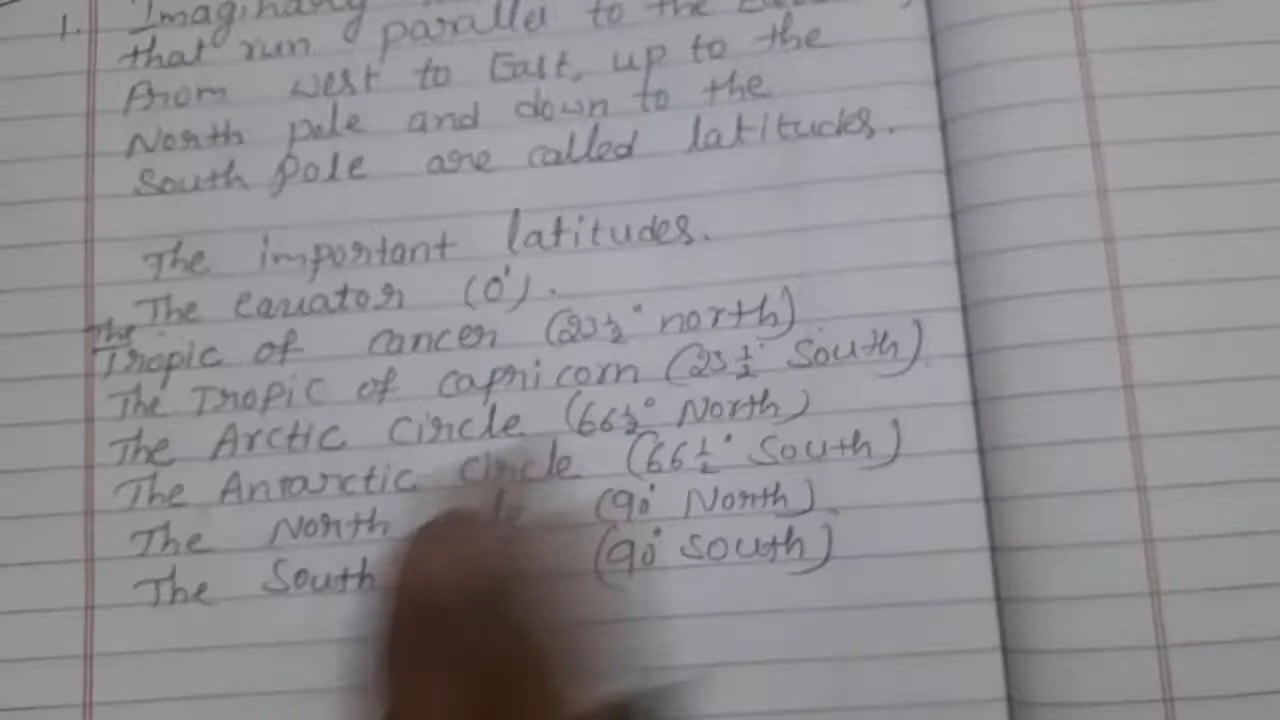 1. Imaginary
that run parallel to the
From west to East, up to the
North pole and down to the
South Pole are called latitudes.
The important latitudes.
The Equator (0°).
The
Tropic of cancer (23½° north)
The Tropic of capricorn (23½° South).
The Arctic Circle (66½° North)
The Antarctic circle (66½° South)
The North (90° North).
The South (90° South)